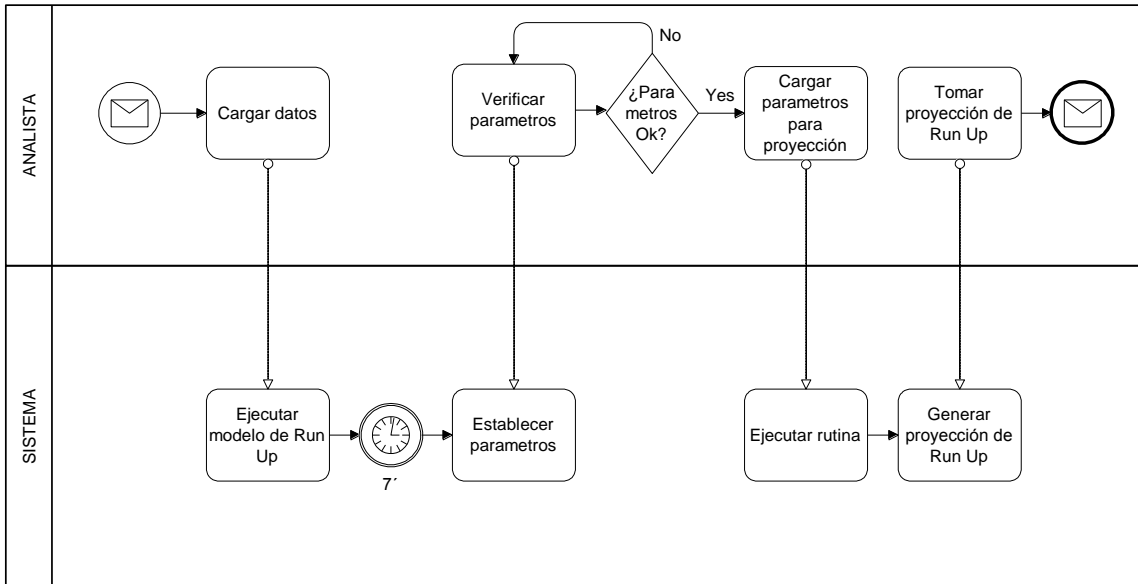 ANALISTA
Cargar datos
Verificar
parametros
No
¿Para
metros
Ok?
Yes
Cargar
parametros
para
proyección
Tomar
proyección de
Run Up
SISTEMA
Ejecutar
modelo de Run
Up
7´
Establecer
parametros
Ejecutar rutina
Generar
proyección de
Run Up